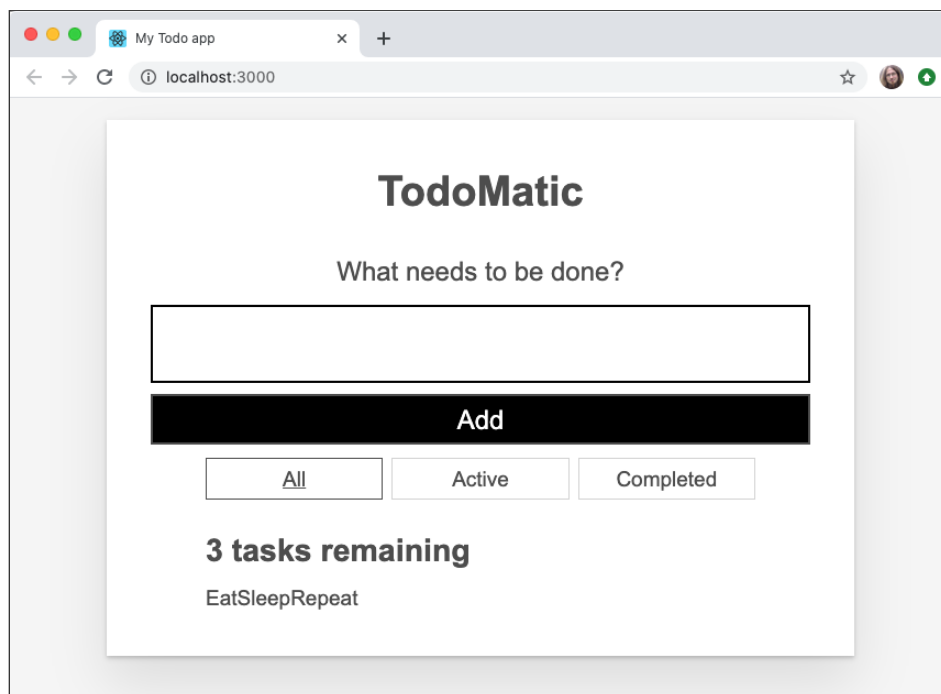 My Todo app
localhost:3000
TodoMatic
What needs to be done?
Add
All Active Completed
3 tasks remaining
EatSleepRepeat